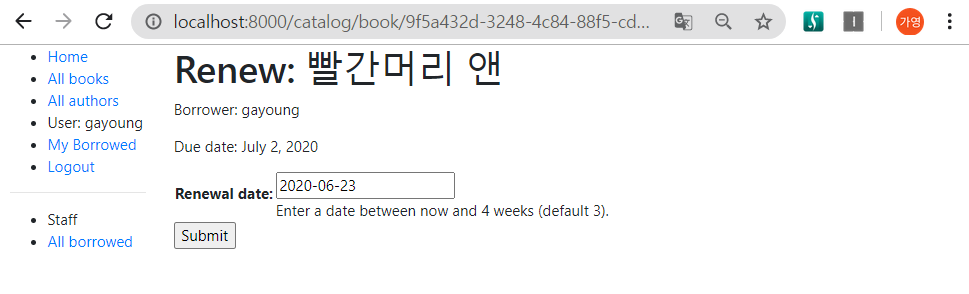 localhost:8000/catalog/book/9f5a432d-3248-4c84-88f5-cd...
가영
Home
All books
All authors
User: gayoung
My Borrowed
Logout
Staff
All borrowed
Renew: 빨간머리 앤
Borrower: gayoung
Due date: July 2, 2020
Renewal date: 2020-06-23
Enter a date between now and 4 weeks (default 3).
Submit